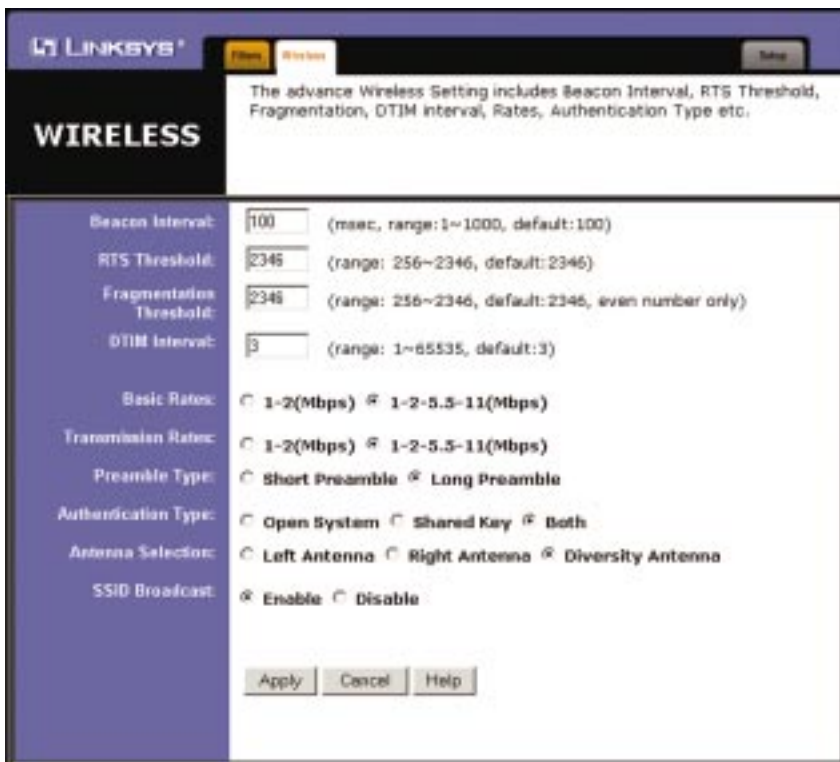 LINKSYS®
Filters Wireless Setup
WIRELESS
The advance Wireless Setting includes Beacon Interval, RTS Threshold,
Fragmentation, DTIM interval, Rates, Authentication Type etc.
Beacon Interval: 100 (msec, range:1~1000, default:100)
RTS Threshold: 2346 (range: 256~2346, default:2346)
Fragmentation
Threshold: 2346 (range: 256~2346, default:2346, even number only)
DTIM Interval: 3 (range: 1~65535, default:3)
Basic Rates: 1-2(Mbps) 1-2-5.5-11(Mbps)
Transmission Rates: 1-2(Mbps) 1-2-5.5-11(Mbps)
Preamble Type: Short Preamble Long Preamble
Authentication Type: Open System Shared Key Both
Antenna Selection: Left Antenna Right Antenna Diversity Antenna
SSID Broadcast: Enable Disable
Apply Cancel Help